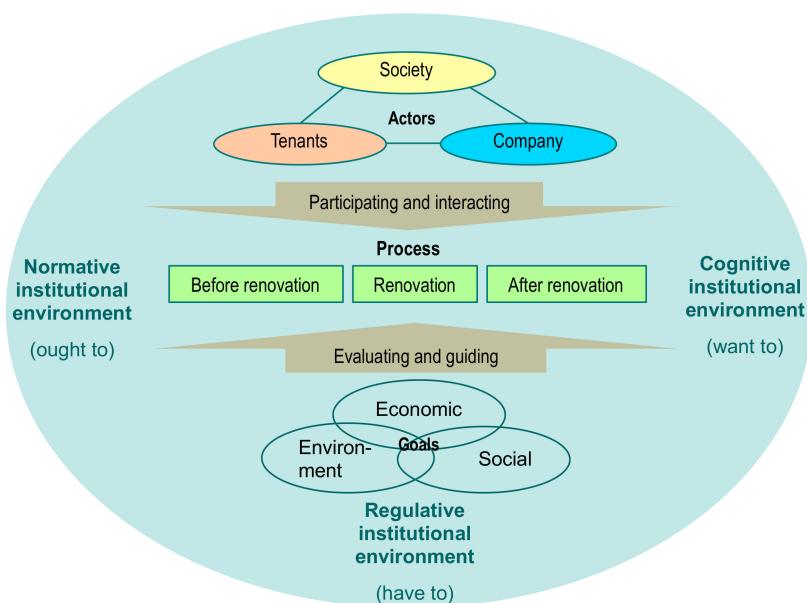 Society
Actors
Tenants
Company
Participating and interacting
Process
Normative
institutional
environment
(ought to)
Before renovation
Renovation
After renovation
Cognitive
institutional
environment
(want to)
Evaluating and guiding
Economic
Goals
Environ-
ment
Social
Regulative
institutional
environment
(have to)